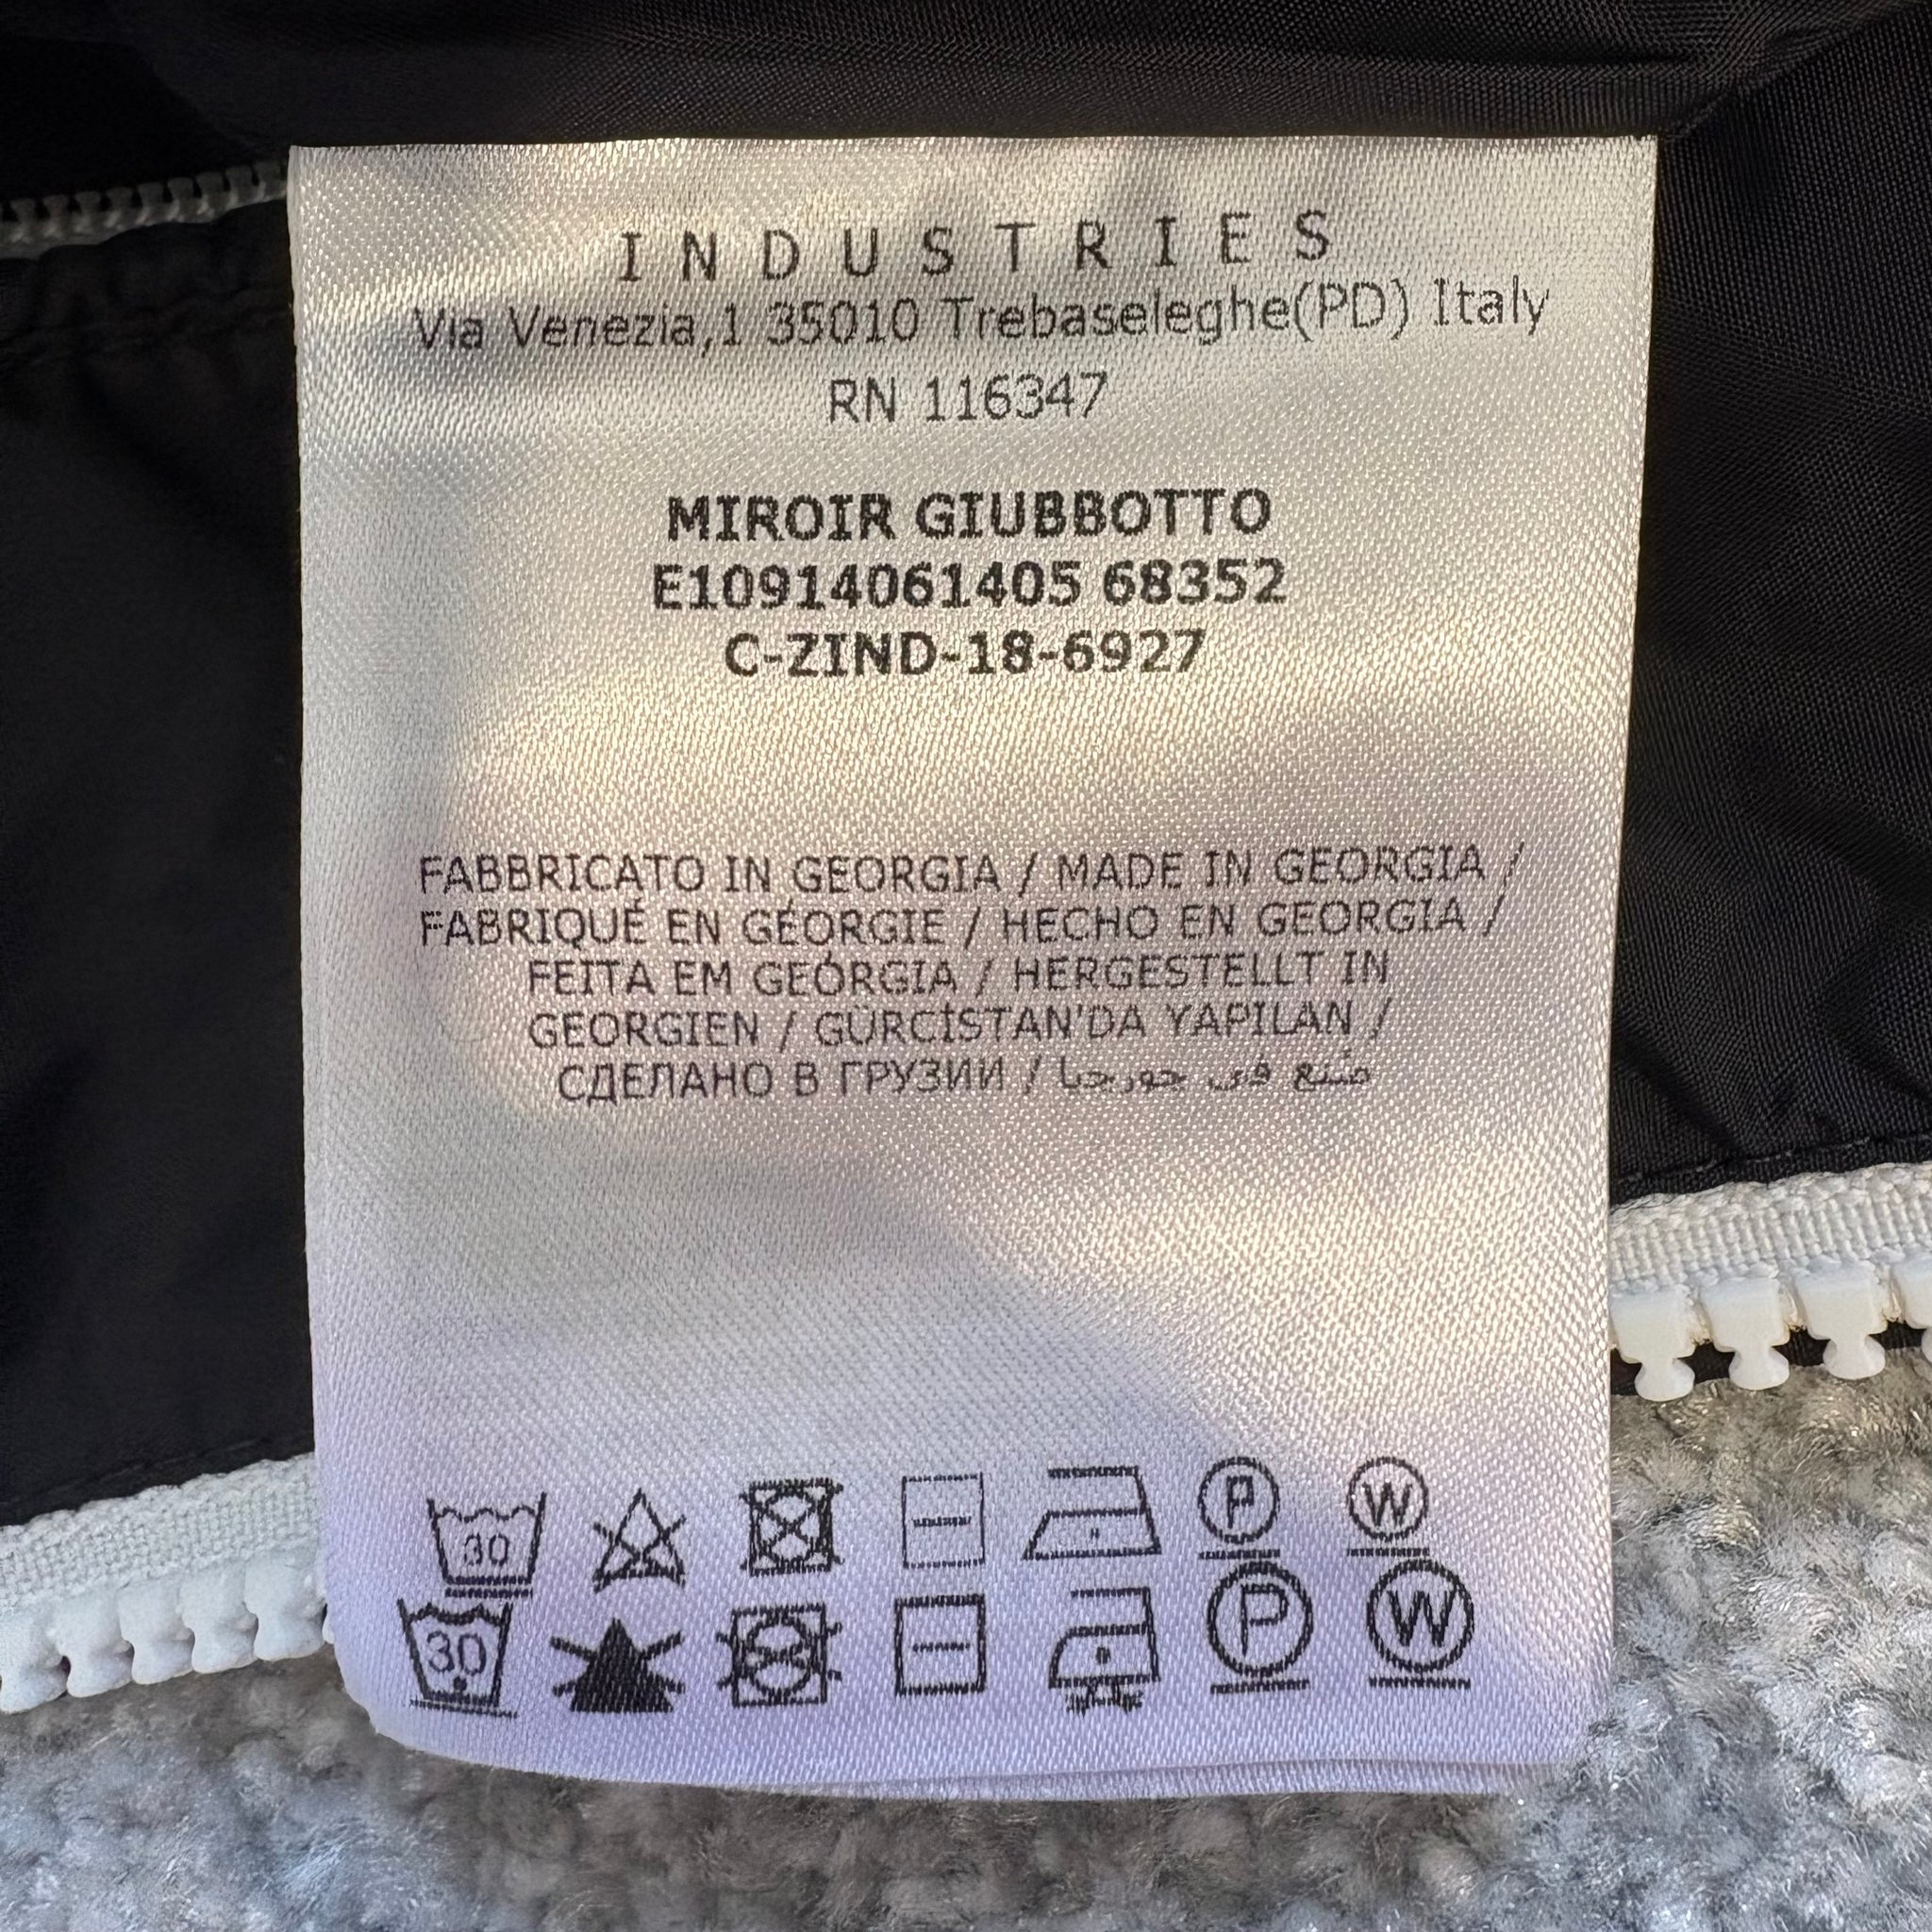 INDUSTRIES
Via Venezia,1 35010 Trebaseleghe(PD) Italy
RN 116347
MIROIR GIUBBOTTO
E10914061405 68352
C-ZIND-18-6927
FABBRICATO IN GEORGIA / MADE IN GEORGIA /
FABRIQUÉ EN GÉORGIE / HECHO EN GEORGIA /
FEITA EM GEÓRGIA / HERGESTELLT IN
GEORGIEN / GÜRCİSTAN'DA YAPILAN /
СДЕЛАНО В ГРУЗИИ / صُنع في جورجيا
30 P W
30 P W